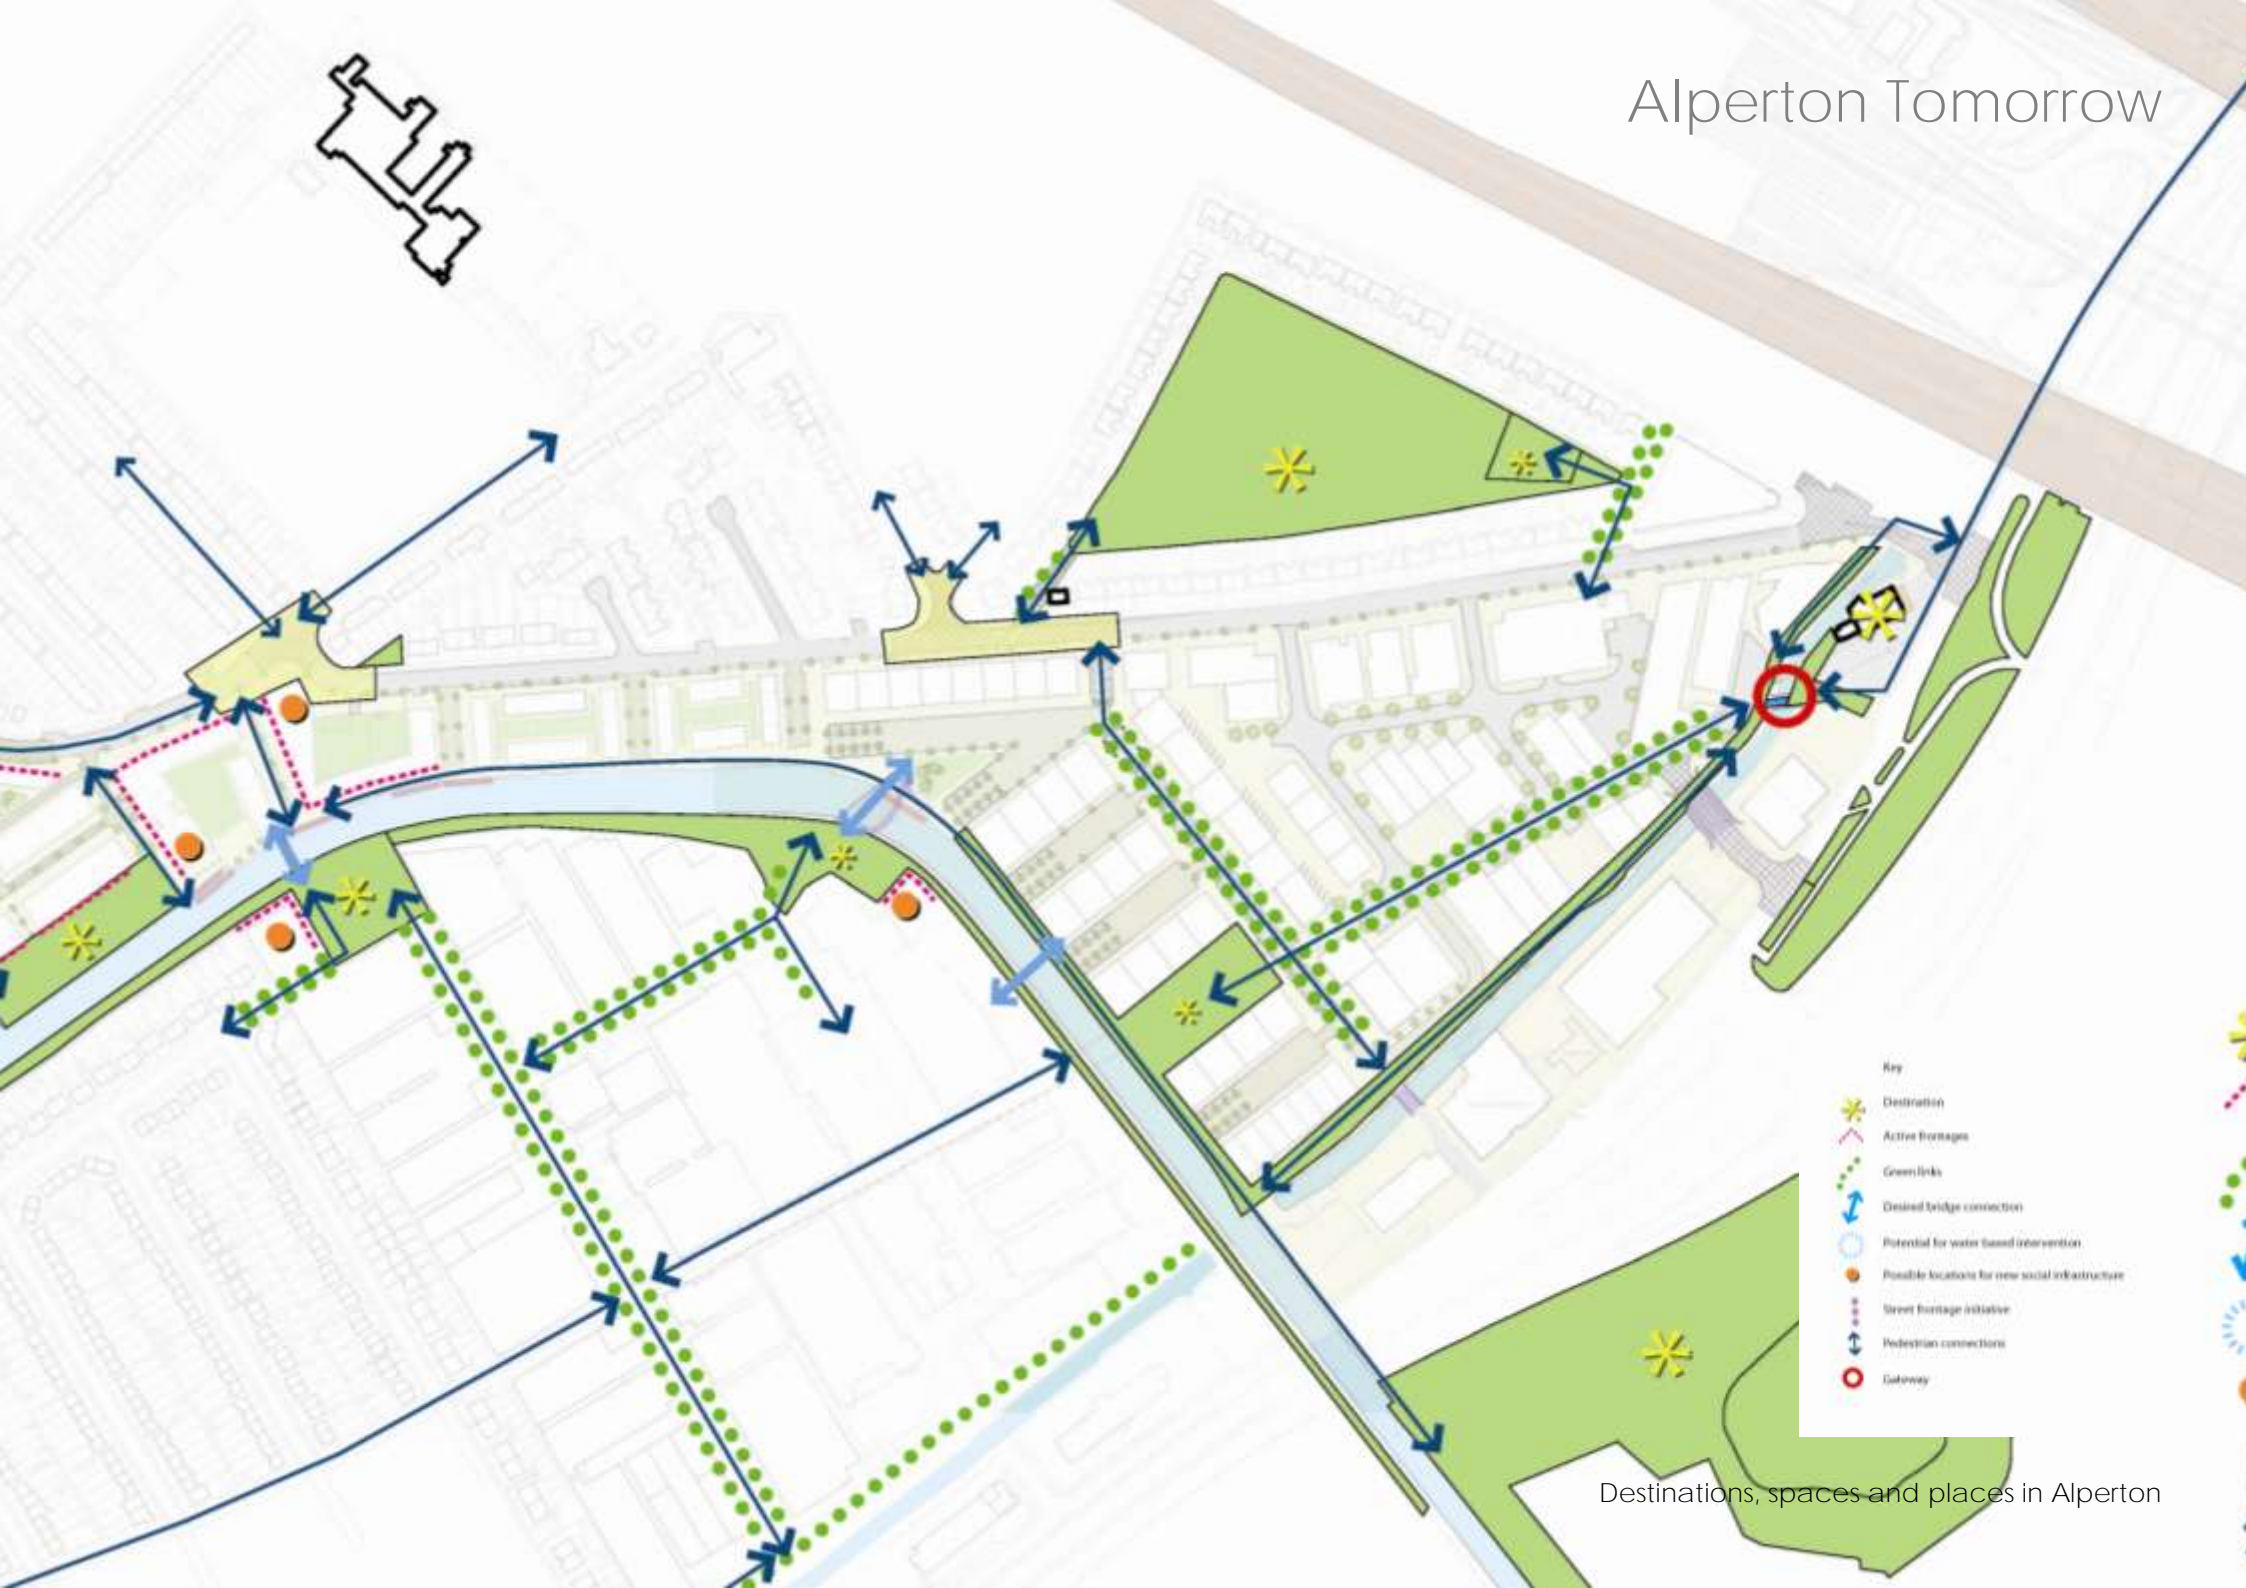 Alperton Tomorrow
Key
Destination
Active frontages
Green links
Desired bridge connection
Potential for water based intervention
Possible locations for new social infrastructure
Street frontage initiative
Pedestrian connections
Gateway
Destinations, spaces and places in Alperton